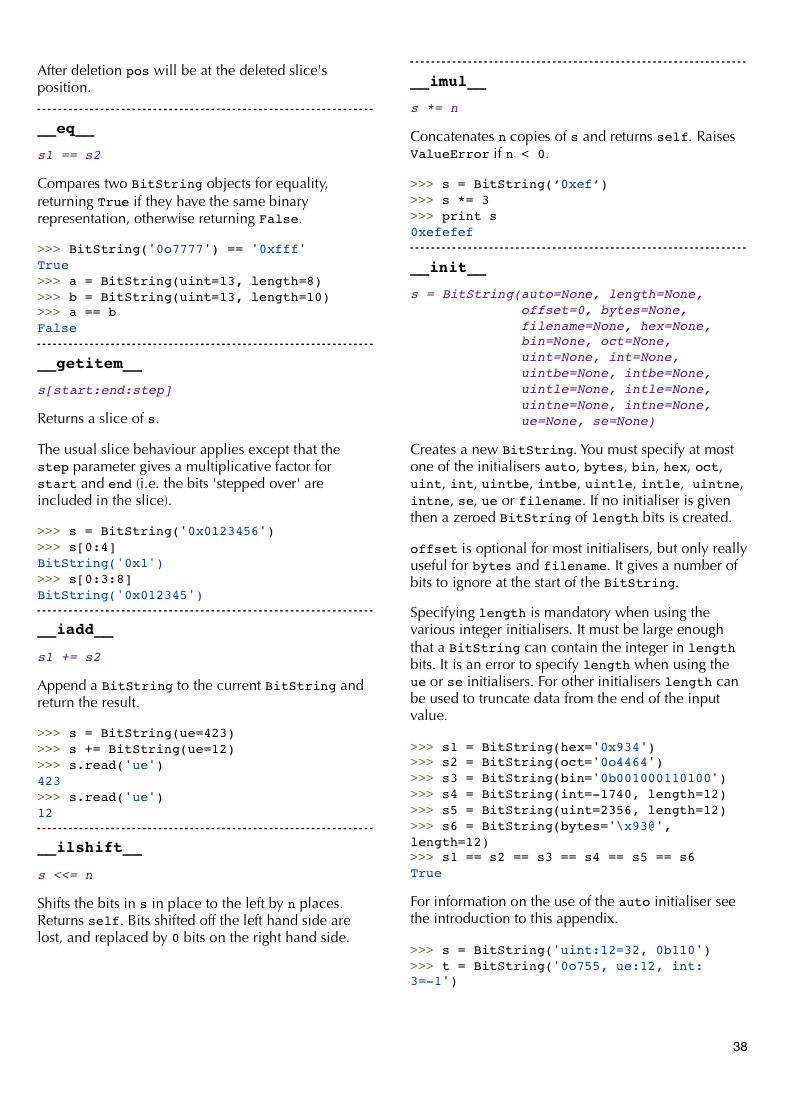 After deletion pos will be at the deleted slice's
position.
__eq__
s1 == s2
Compares two BitString objects for equality,
returning True if they have the same binary
representation, otherwise returning False.
>>> BitString('0o7777') == '0xfff'
True
>>> a = BitString(uint=13, length=8)
>>> b = BitString(uint=13, length=10)
>>> a == b
False
__getitem__
s[start:end:step]
Returns a slice of s.
The usual slice behaviour applies except that the
step parameter gives a multiplicative factor for
start and end (i.e. the bits 'stepped over' are
included in the slice).
>>> s = BitString('0x0123456')
>>> s[0:4]
BitString('0x1')
>>> s[0:3:8]
BitString('0x012345')
__iadd__
s1 += s2
Append a BitString to the current BitString and
return the result.
>>> s = BitString(ue=423)
>>> s += BitString(ue=12)
>>> s.read('ue')
423
>>> s.read('ue')
12
__ilshift__
s <<= n
Shifts the bits in s in place to the left by n places.
Returns self. Bits shifted off the left hand side are
lost, and replaced by 0 bits on the right hand side.
__imul__
s *= n
Concatenates n copies of s and returns self. Raises
ValueError if n < 0.
>>> s = BitString(‘0xef’)
>>> s *= 3
>>> print s
0xefefef
__init__
s = BitString(auto=None, length=None,
offset=0, bytes=None,
filename=None, hex=None,
bin=None, oct=None,
uint=None, int=None,
uintbe=None, intbe=None,
uintle=None, intle=None,
uintne=None, intne=None,
ue=None, se=None)
Creates a new BitString. You must specify at most
one of the initialisers auto, bytes, bin, hex, oct,
uint, int, uintbe, intbe, uintle, intle, uintne,
intne, se, ue or filename. If no initialiser is given
then a zeroed BitString of length bits is created.
offset is optional for most initialisers, but only really
useful for bytes and filename. It gives a number of
bits to ignore at the start of the BitString.
Specifying length is mandatory when using the
various integer initialisers. It must be large enough
that a BitString can contain the integer in length
bits. It is an error to specify length when using the
ue or se initialisers. For other initialisers length can
be used to truncate data from the end of the input
value.
>>> s1 = BitString(hex='0x934')
>>> s2 = BitString(oct='0o4464')
>>> s3 = BitString(bin='0b001000110100')
>>> s4 = BitString(int=-1740, length=12)
>>> s5 = BitString(uint=2356, length=12)
>>> s6 = BitString(bytes='\x93@',
length=12)
>>> s1 == s2 == s3 == s4 == s5 == s6
True
For information on the use of the auto initialiser see
the introduction to this appendix.
>>> s = BitString('uint:12=32, 0b110')
>>> t = BitString('0o755, ue:12, int:
3=-1')
38